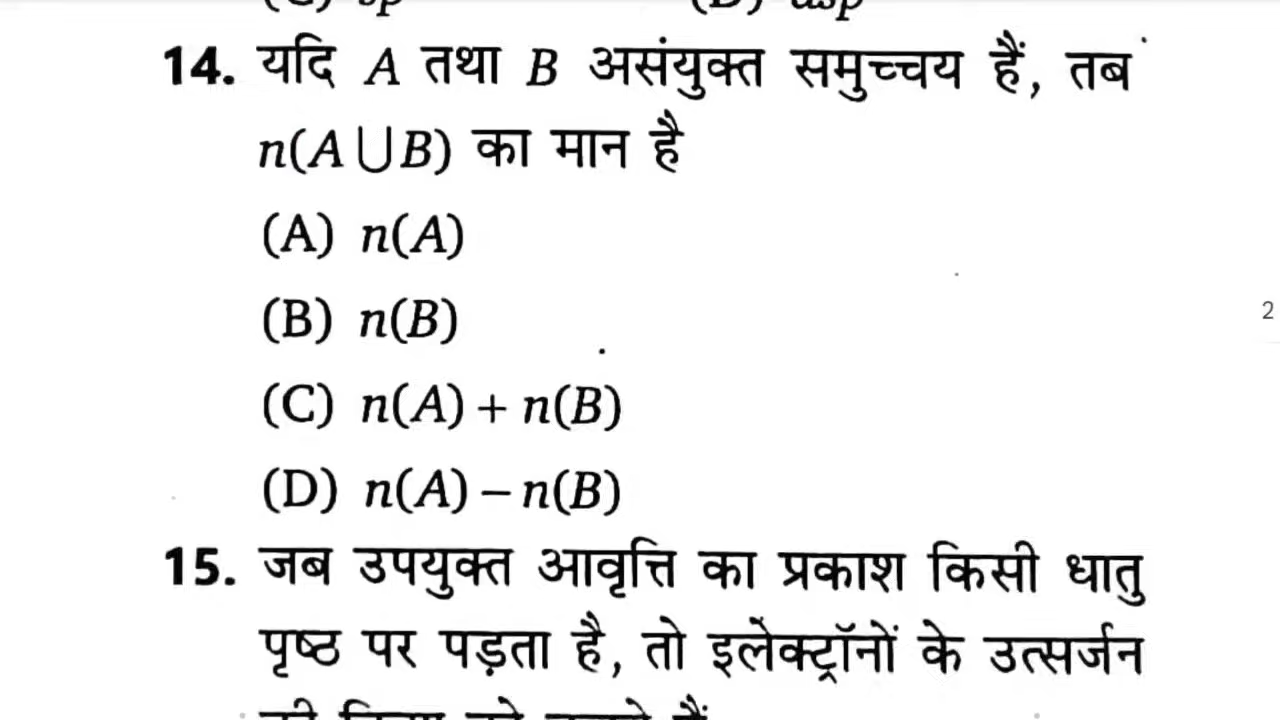 14. यदि A तथा B असंयुक्त समुच्चय हैं, तब
n(A⋃B) का मान है
(A) n(A)
(B) n(B)
2
(C) n(A) + n(B)
(D) n(A) – n(B)
15. जब उपयुक्त आवृत्ति का प्रकाश किसी धातु
पृष्ठ पर पड़ता है, तो इलेक्ट्रॉनों के उत्सर्जन